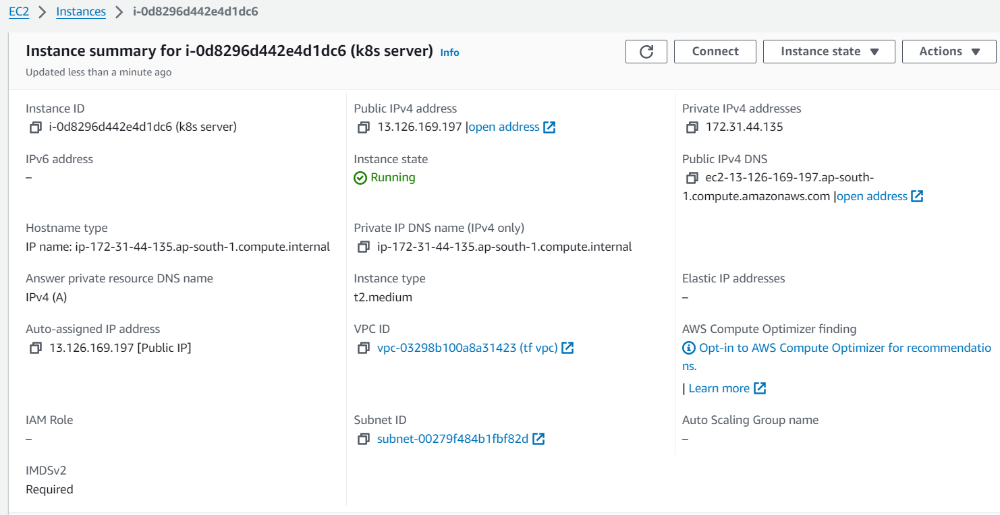 EC2 > Instances > i-0d8296d442e4d1dc6
Instance summary for i-0d8296d442e4d1dc6 (k8s server) Info
Updated less than a minute ago
Connect
Instance state ▼
Actions ▼
Instance ID
i-0d8296d442e4d1dc6 (k8s server)
Public IPv4 address
13.126.169.197 |open address
Private IPv4 addresses
172.31.44.135
IPv6 address
–
Instance state
Running
Public IPv4 DNS
ec2-13-126-169-197.ap-south-
1.compute.amazonaws.com |open address
Hostname type
IP name: ip-172-31-44-135.ap-south-1.compute.internal
Private IP DNS name (IPv4 only)
ip-172-31-44-135.ap-south-1.compute.internal
Answer private resource DNS name
IPv4 (A)
Instance type
t2.medium
Elastic IP addresses
–
Auto-assigned IP address
13.126.169.197 [Public IP]
VPC ID
vpc-03298b100a8a31423 (tf vpc)
AWS Compute Optimizer finding
Opt-in to AWS Compute Optimizer for recommendatio
ns.
| Learn more
IAM Role
–
Subnet ID
subnet-00279f484b1fbf82d
Auto Scaling Group name
–
IMDSv2
Required